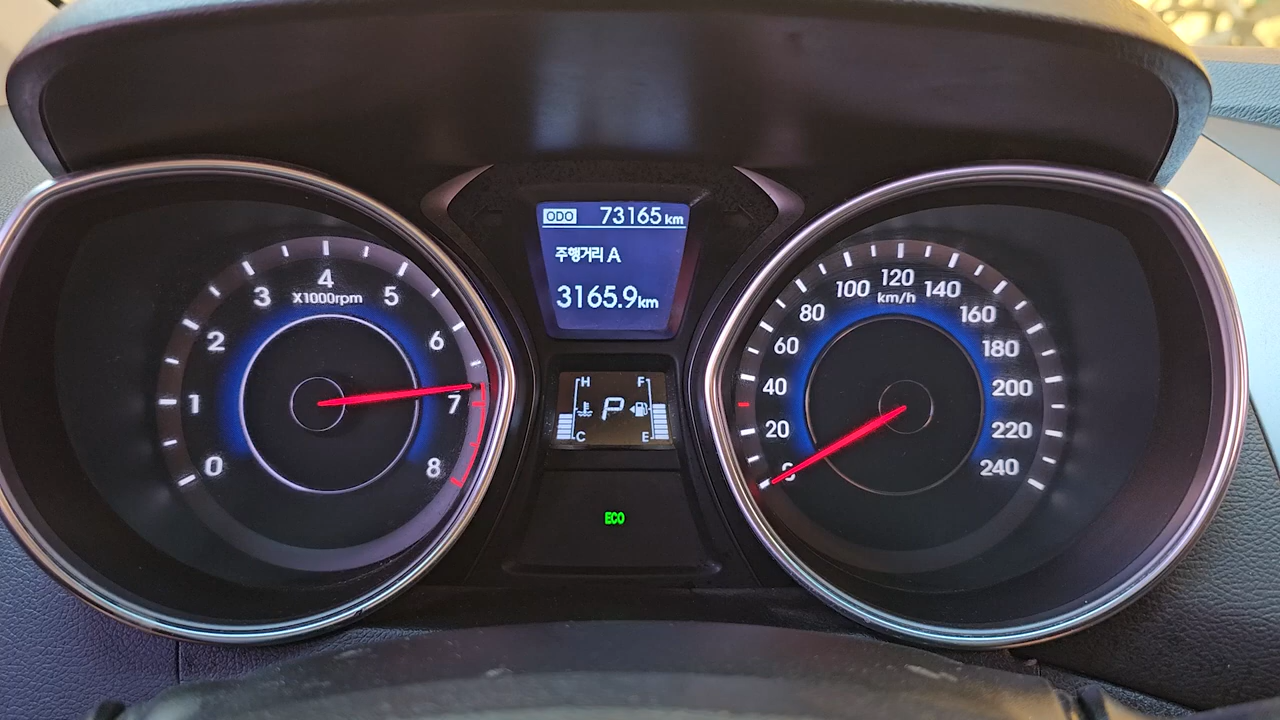 ODO 73165 km
주행거리 A
3165.9 km
0 1 2 3 4 5 6 7 8
X1000rpm
H F
P
C E
ECO
0 20 40 60 80 100 120 140 160 180 200 220 240
km/h